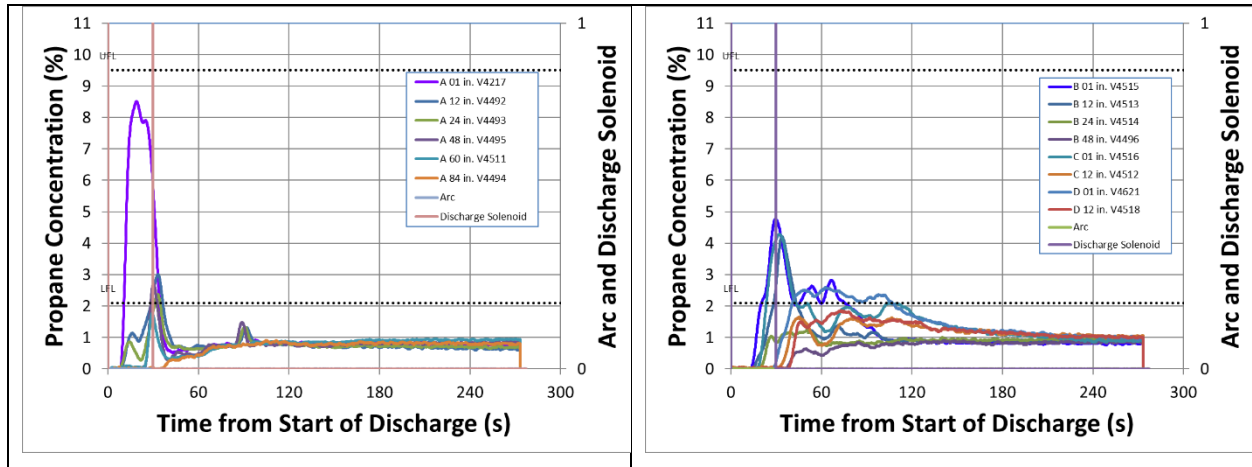 11
10
9
8
7
6
5
4
3
2
1
0
Propane Concentration (%)
UFL
LFL
A 01 in. V4217
A 12 in. V4492
A 24 in. V4493
A 48 in. V4495
A 60 in. V4511
A 84 in. V4494
Arc
Discharge Solenoid
1
0
Arc and Discharge Solenoid
0 60 120 180 240 300
Time from Start of Discharge (s)
11
10
9
8
7
6
5
4
3
2
1
0
Propane Concentration (%)
UFL
LFL
B 01 in. V4515
B 12 in. V4513
B 24 in. V4514
B 48 in. V4496
C 01 in. V4516
C 12 in. V4512
D 01 in. V4621
D 12 in. V4518
Arc
Discharge Solenoid
1
0
Arc and Discharge Solenoid
0 60 120 180 240 300
Time from Start of Discharge (s)